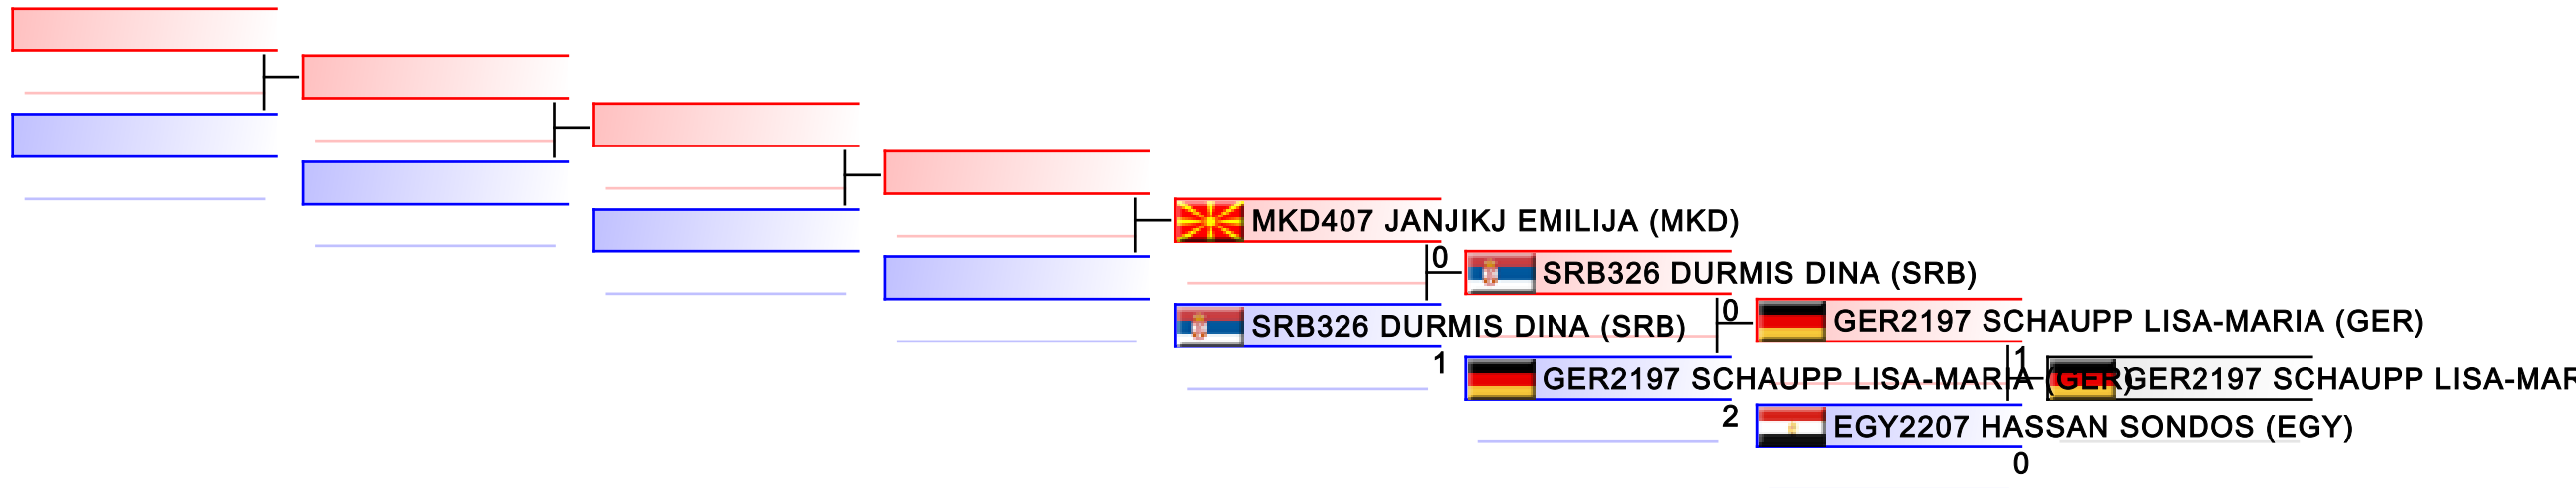 MKD407 JANJIKJ EMILIJA (MKD)
0
SRB326 DURMIS DINA (SRB)
0
GER2197 SCHAUPP LISA-MARIA (GER)
SRB326 DURMIS DINA (SRB)
1
1
GER2197 SCHAUPP LISA-MARIA (GER)
GER2197 SCHAUPP LISA-MAR
2
EGY2207 HASSAN SONDOS (EGY)
0